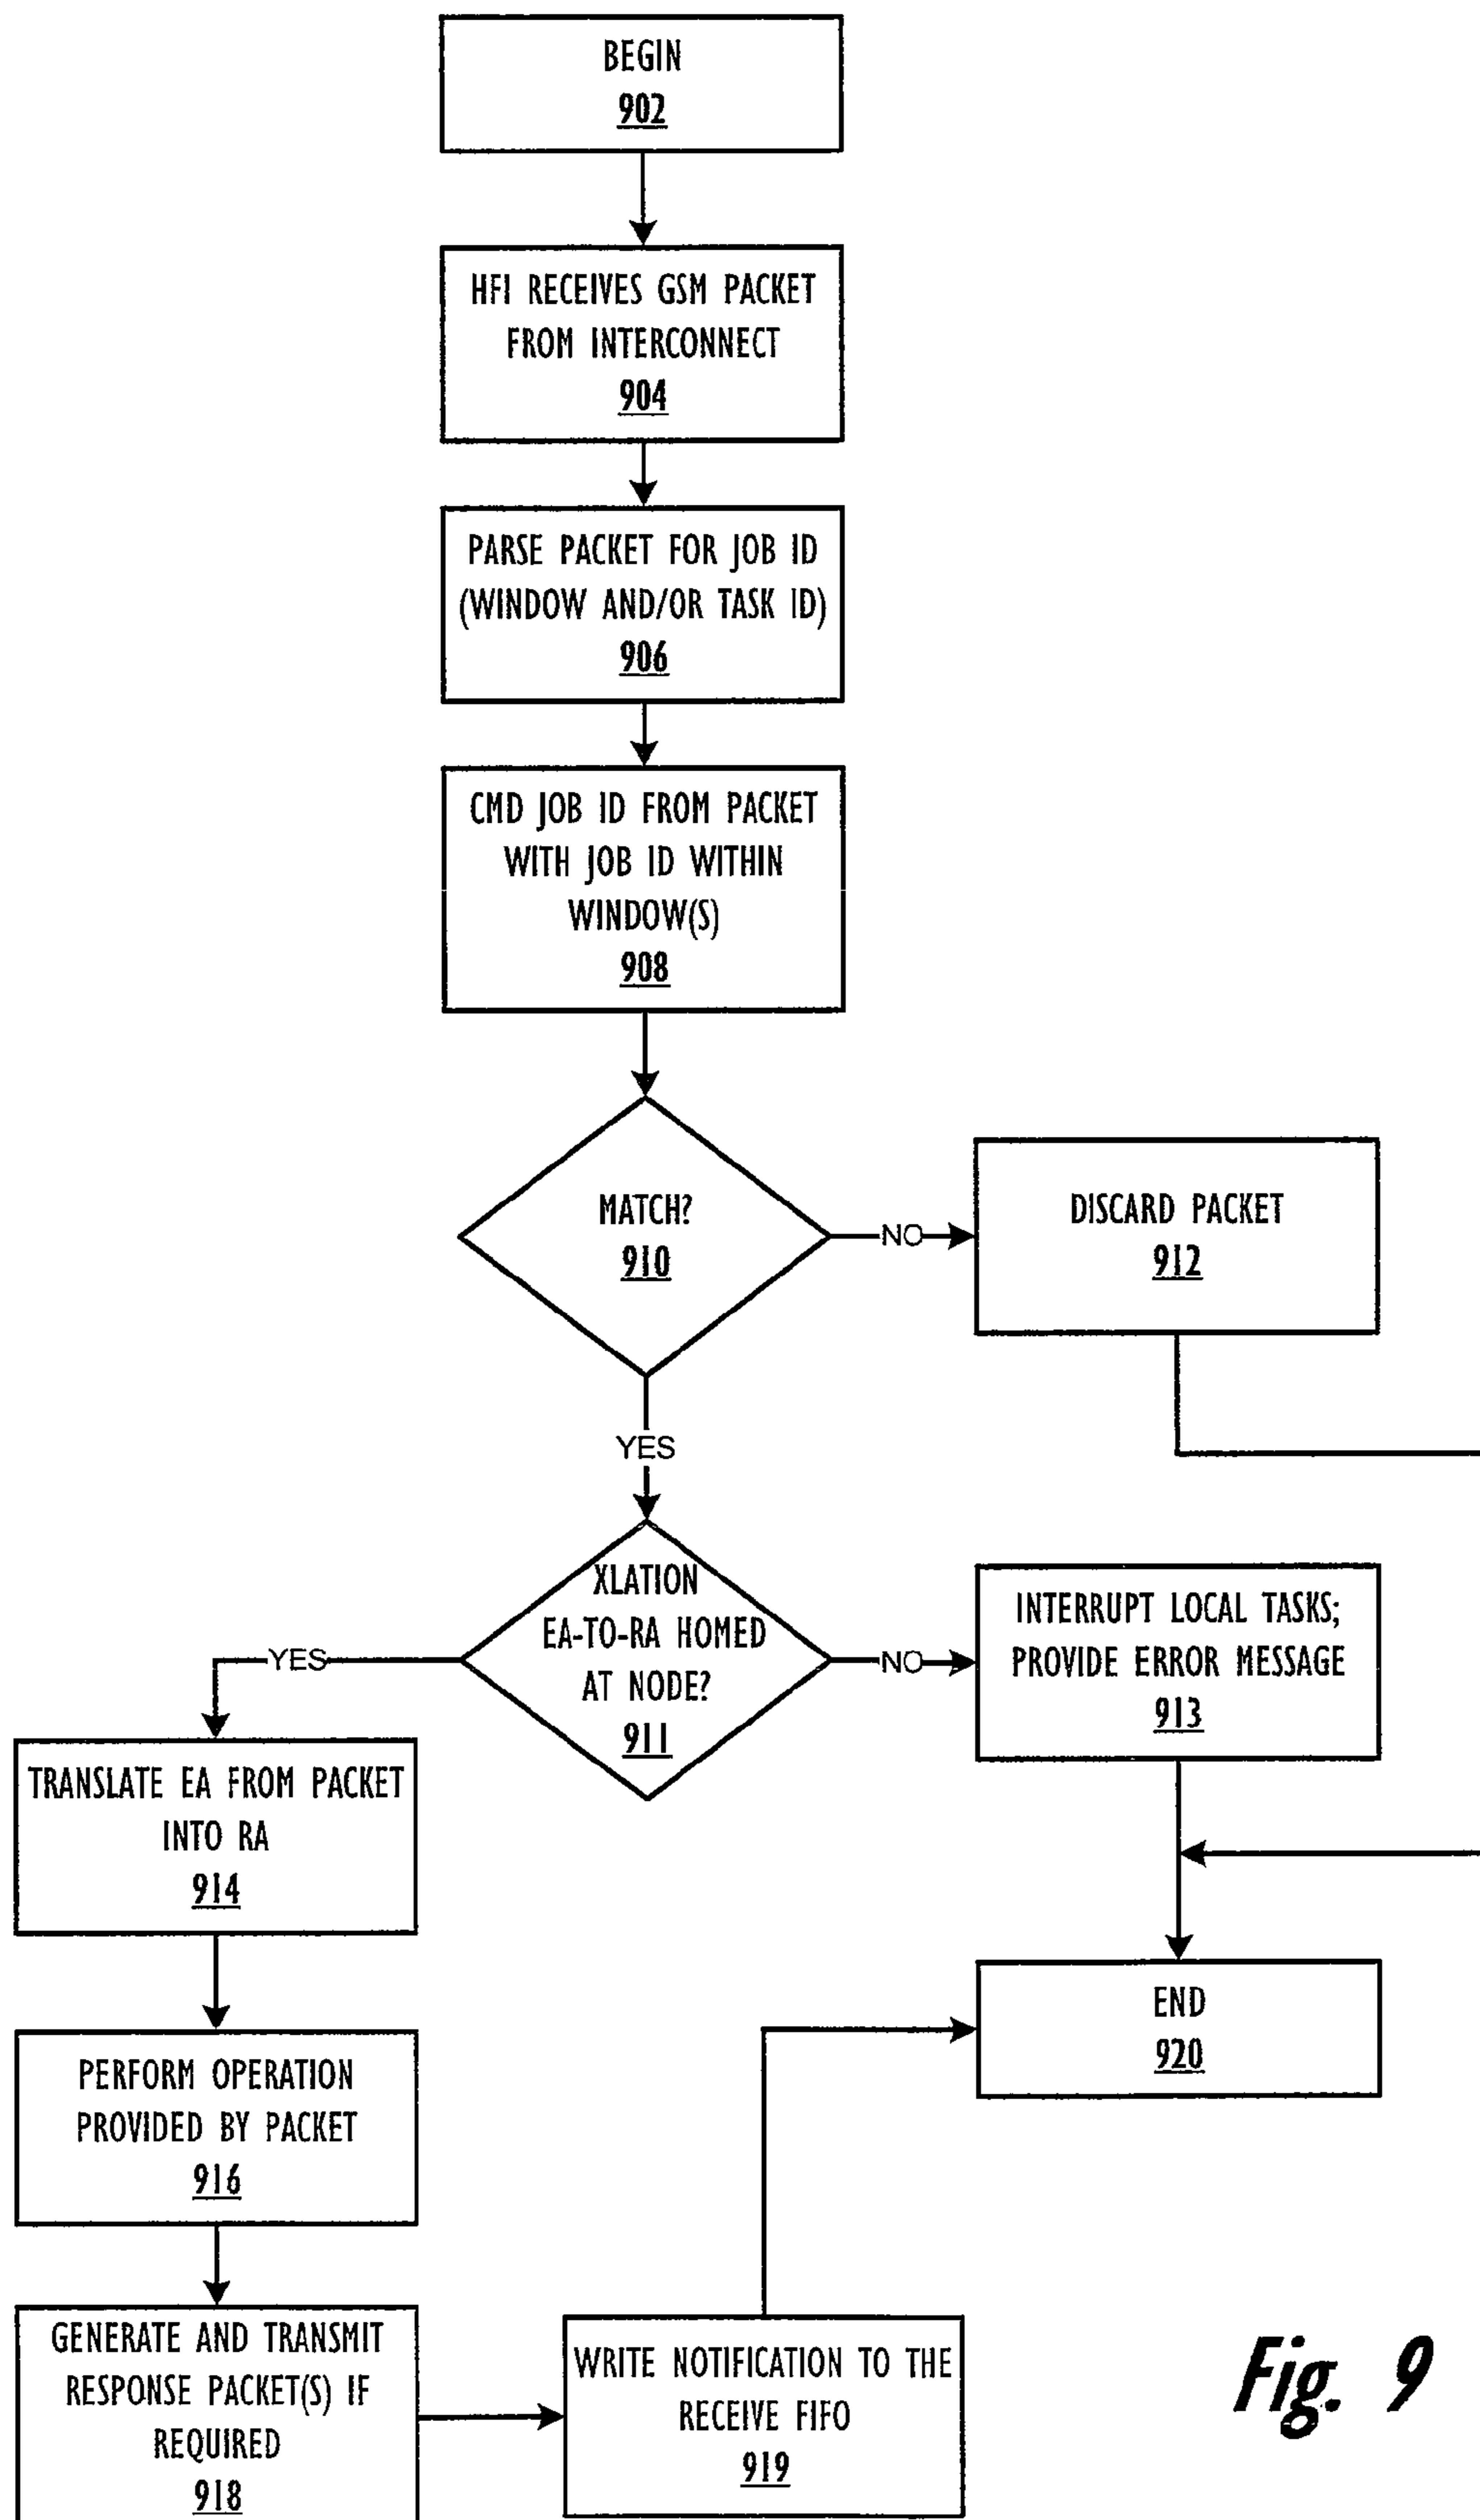 BEGIN
902
HFI RECEIVES GSM PACKET
FROM INTERCONNECT
904
PARSE PACKET FOR JOB ID
(WINDOW AND/OR TASK ID)
906
CMD JOB ID FROM PACKET
WITH JOB ID WITHIN
WINDOW(S)
908
MATCH?
910
NO
DISCARD PACKET
912
YES
XLATION
EA-TO-RA HOMED
AT NODE?
911
YES
NO
INTERRUPT LOCAL TASKS;
PROVIDE ERROR MESSAGE
913
TRANSLATE EA FROM PACKET
INTO RA
914
END
920
PERFORM OPERATION
PROVIDED BY PACKET
916
GENERATE AND TRANSMIT
RESPONSE PACKET(S) IF
REQUIRED
918
WRITE NOTIFICATION TO THE
RECEIVE FIFO
919
Fig. 9